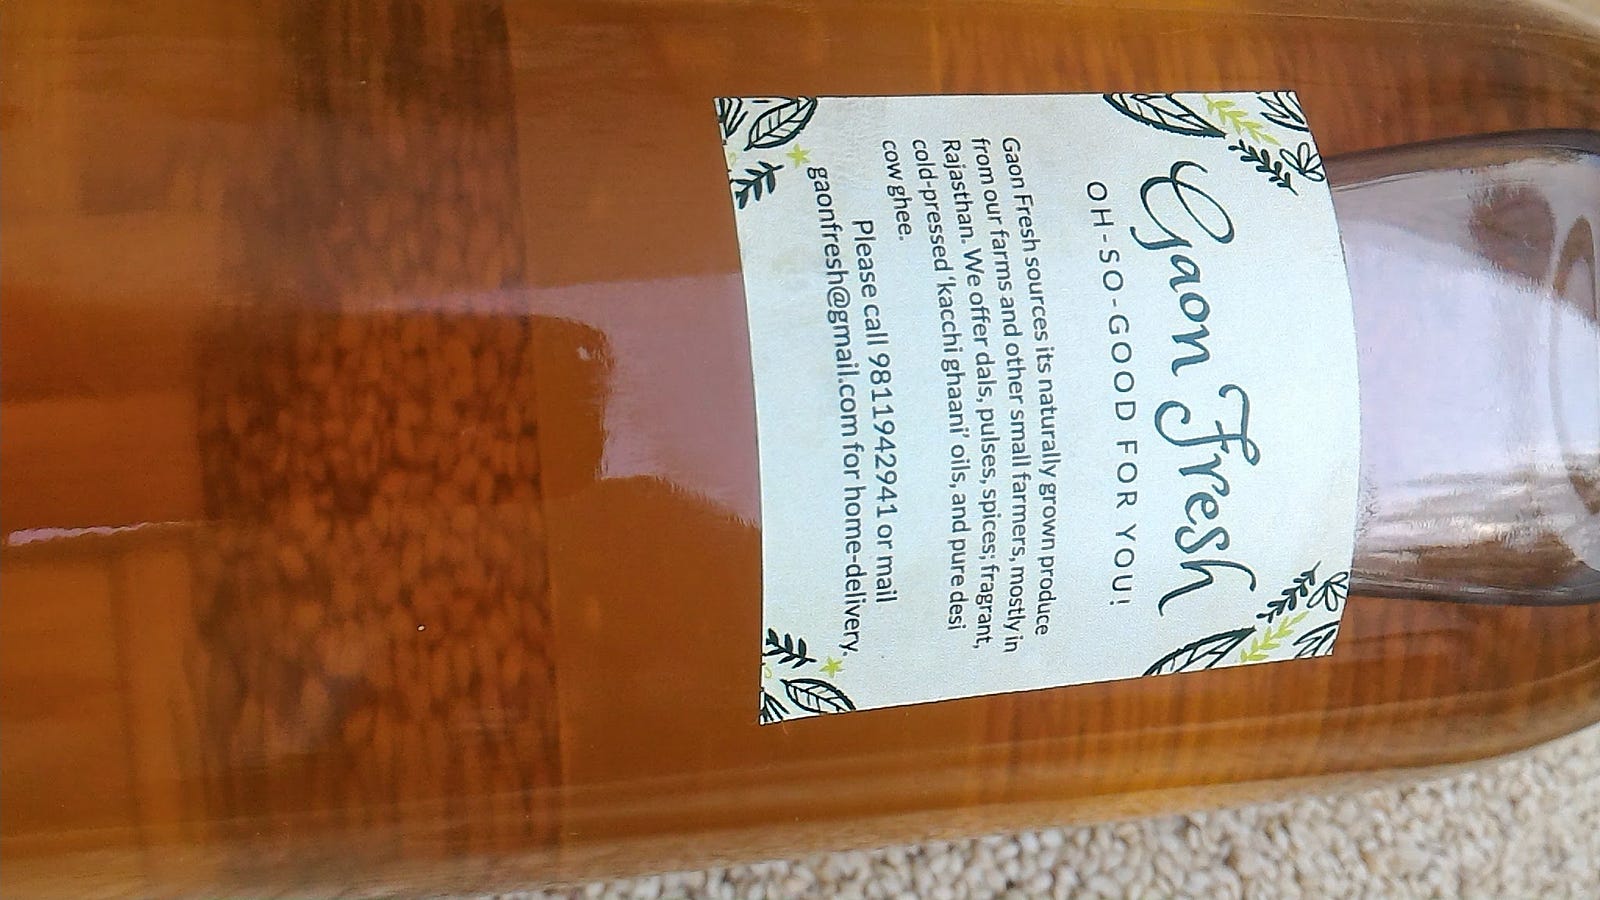 Gaon Fresh
OH-SO-GOOD FOR YOU!
Gaon Fresh sources its naturally grown produce
from our farms and other small farmers, mostly in
Rajasthan. We offer dals, pulses, spices; fragrant,
cold-pressed 'kacchi ghaani' oils, and pure desi
cow ghee.
Please call 9811942941 or mail
gaonfresh@gmail.com for home-delivery.